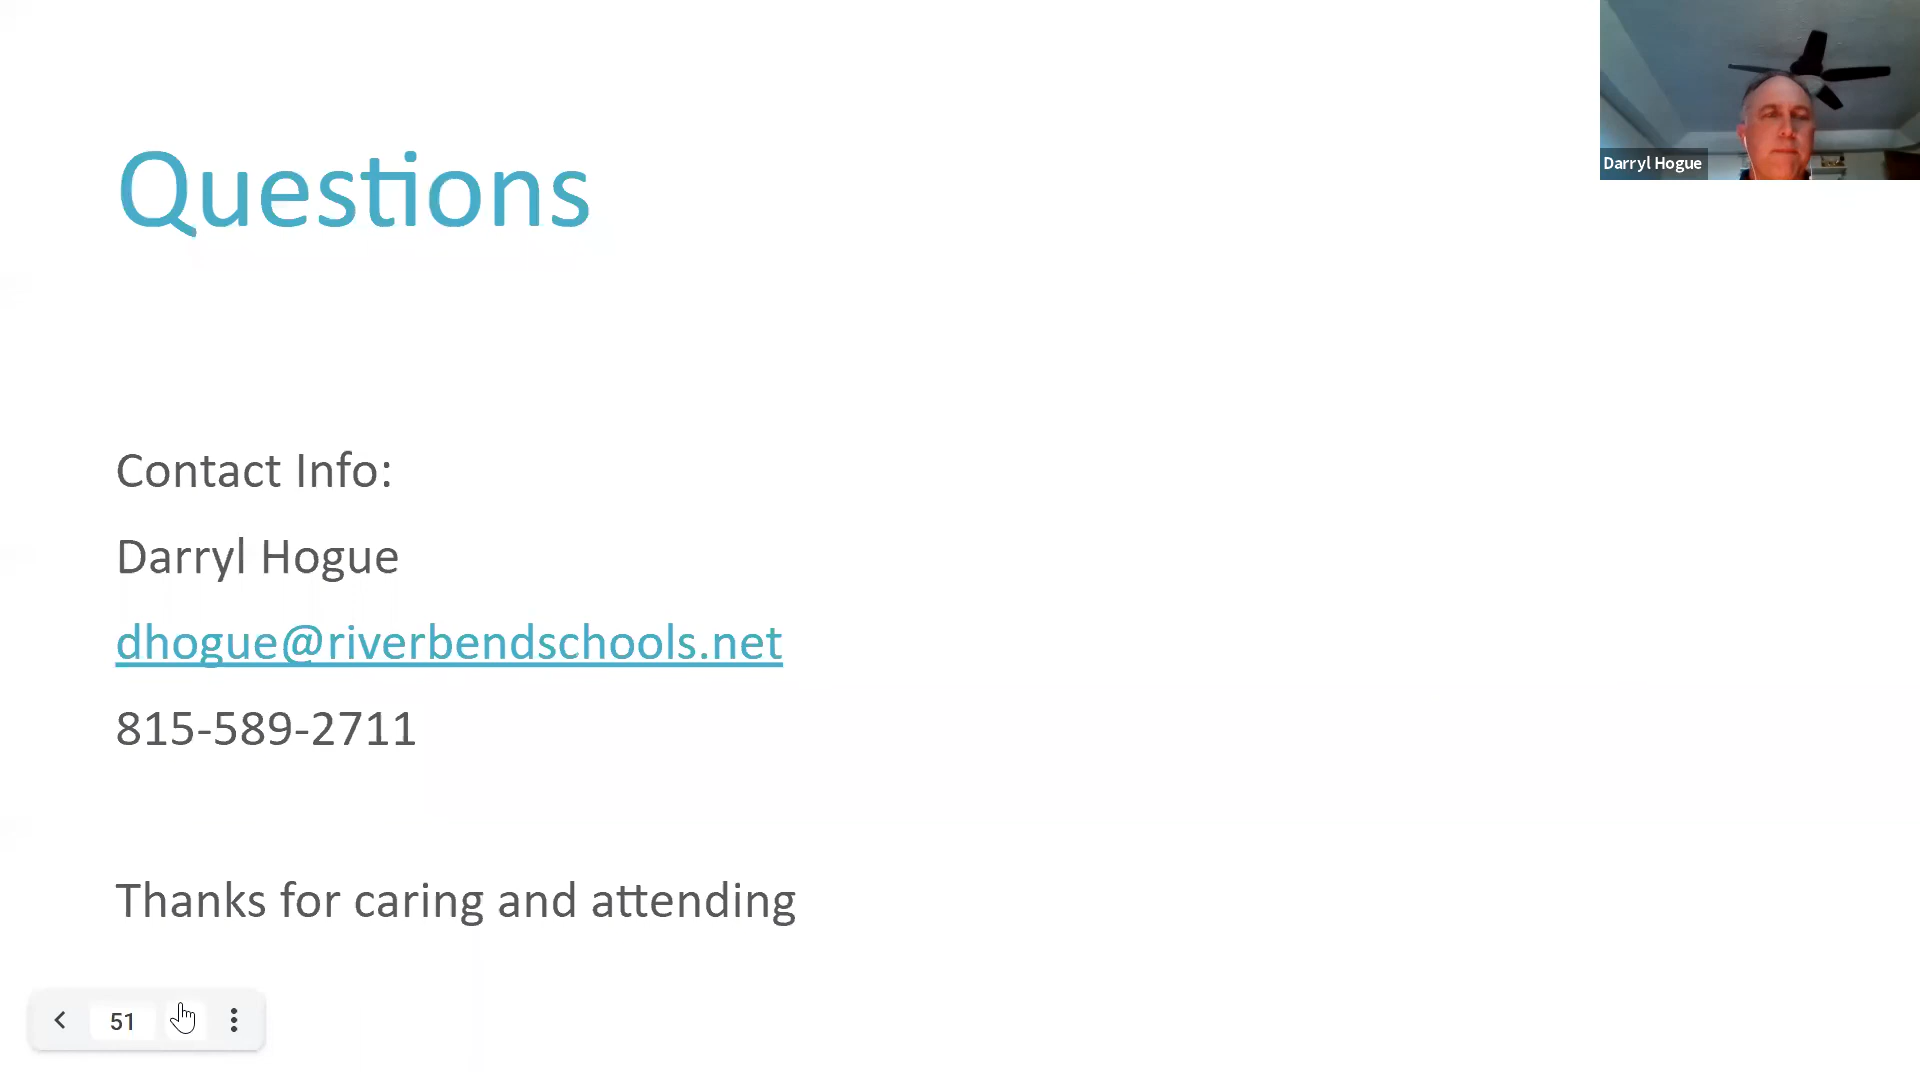 Darryl Hogue
Questions
Contact Info:
Darryl Hogue
dhogue@riverbendschools.net
815-589-2711
Thanks for caring and attending
51